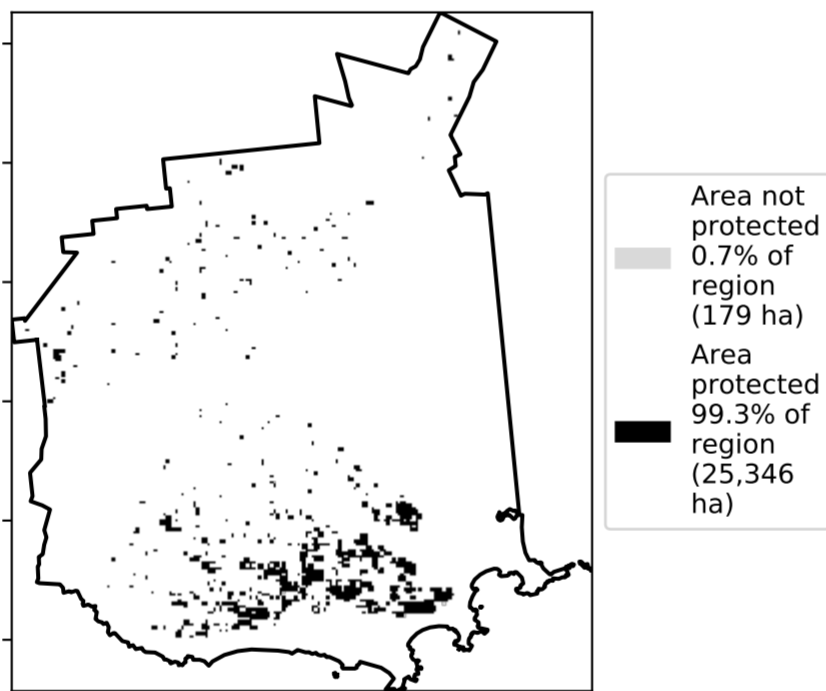 Area not
protected
0.7% of
region
(179 ha)
Area
protected
99.3% of
region
(25,346
ha)